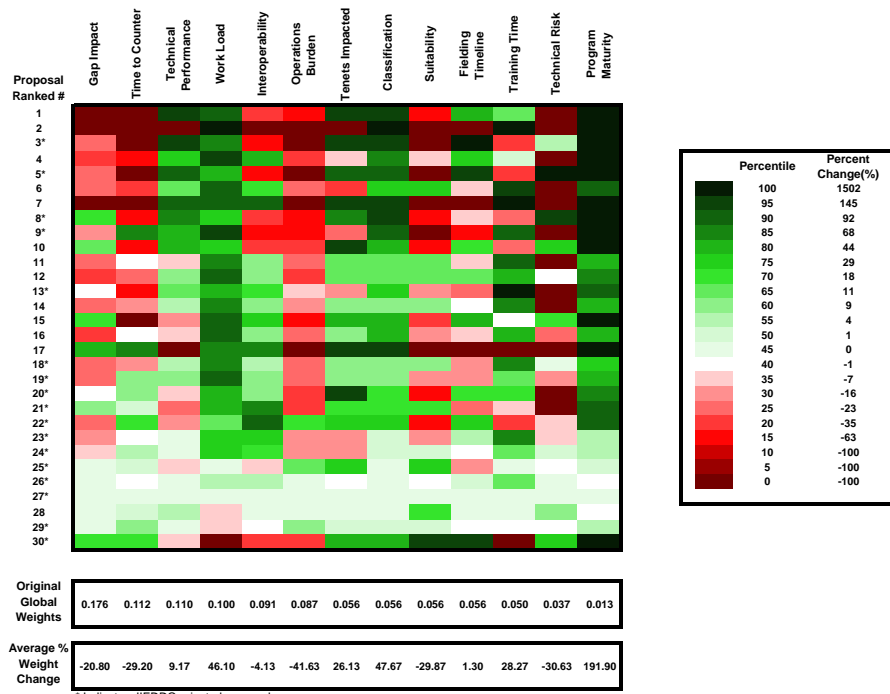 Gap Impact
Time to Counter
Technical Performance
Work Load
Interoperability
Operations Burden
Tenets Impacted
Classification
Suitability
Fielding Timeline
Training Time
Technical Risk
Program Maturity
Proposal
Ranked #
1
2
3*
4
5*
6
7
8*
9*
10
11
12
13*
14
15
16
17
18*
19*
20*
21*
22*
23*
24*
25*
26*
27*
28
29*
30*
Percentile Percent Change(%)
100 1502
95 145
90 92
85 68
80 44
75 29
70 18
65 11
60 9
55 4
50 1
45 0
40 -1
35 -7
30 -16
25 -23
20 -35
15 -63
10 -100
5 -100
0 -100
Original
Global
Weights
0.176 0.112 0.110 0.100 0.091 0.087 0.056 0.056 0.056 0.056 0.050 0.037 0.013
Average %
Weight
Change
-20.80 -29.20 9.17 46.10 -4.13 -41.63 26.13 47.67 -29.87 1.30 28.27 -30.63 191.90